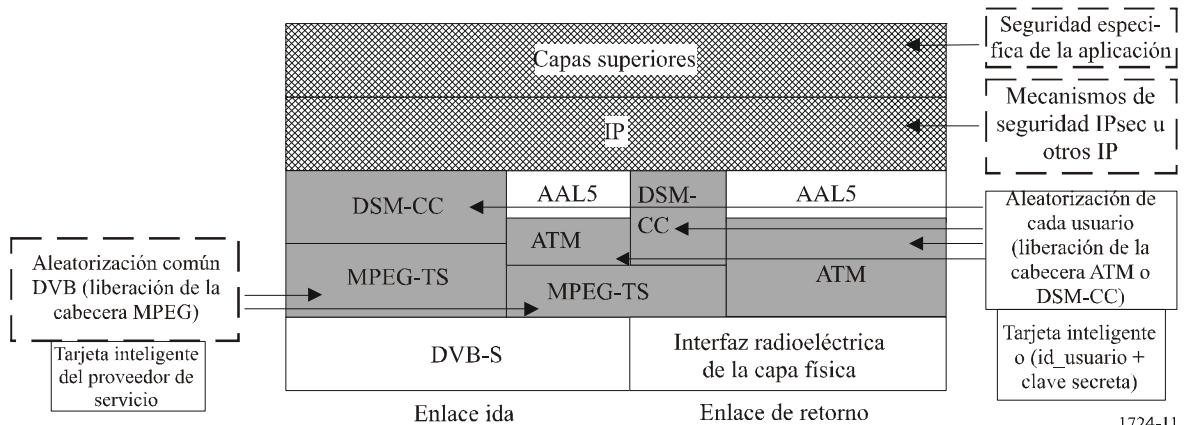 Seguridad especi-
fica de la aplicación
Capas superiores
Mecanismos de
seguridad IPsec u
otros IP
IP
DSM-CC
AAL5
DSM-
CC
AAL5
ATM
ATM
MPEG-TS
MPEG-TS
Aleatorización de
cada usuario
(liberación de la
cabecera ATM o
DSM-CC)
Aleatorización común
DVB (liberación de la
cabecera MPEG)
Tarjeta inteligente
del proveedor de
servicio
DVB-S
Interfaz radioeléctrica
de la capa física
Tarjeta inteligente
o (id_usuario +
clave secreta)
Enlace ida
Enlace de retorno
1724-11